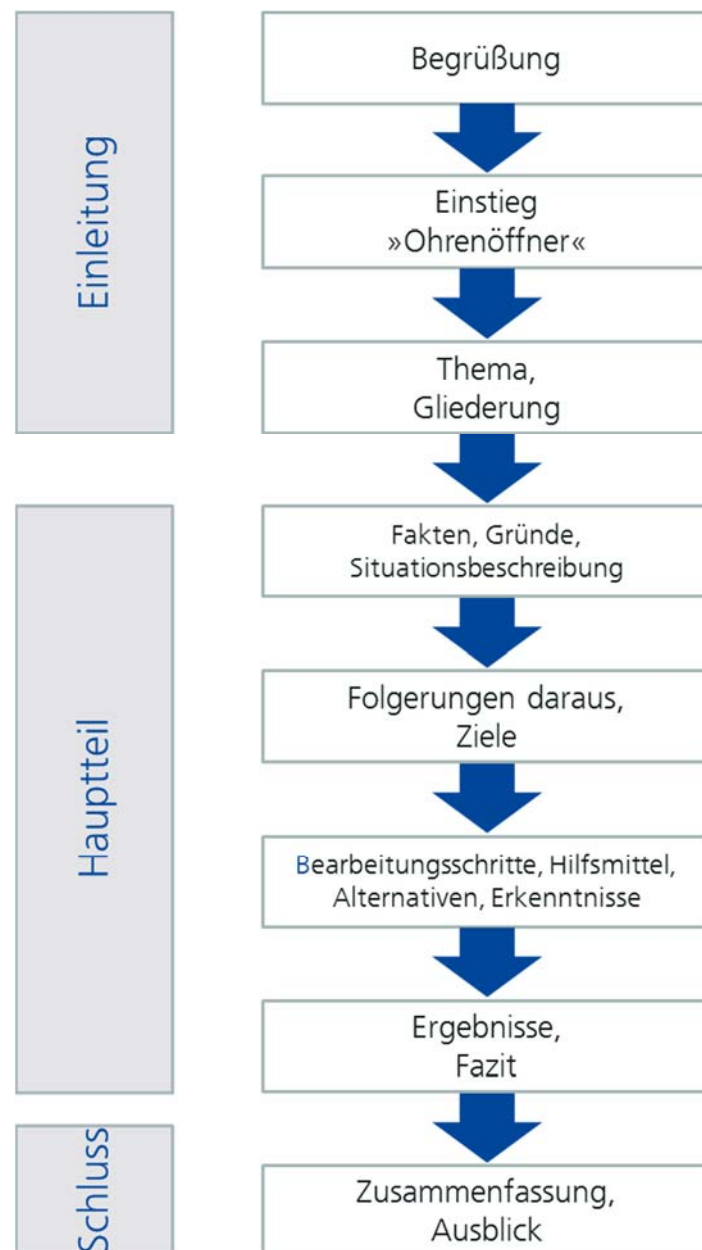 Einleitung
Begrüßung
Einstieg
»Ohrenöffner«
Thema,
Gliederung
Hauptteil
Fakten, Gründe,
Situationsbeschreibung
Folgerungen daraus,
Ziele
Bearbeitungsschritte, Hilfsmittel,
Alternativen, Erkenntnisse
Ergebnisse,
Fazit
Schluss
Zusammenfassung,
Ausblick